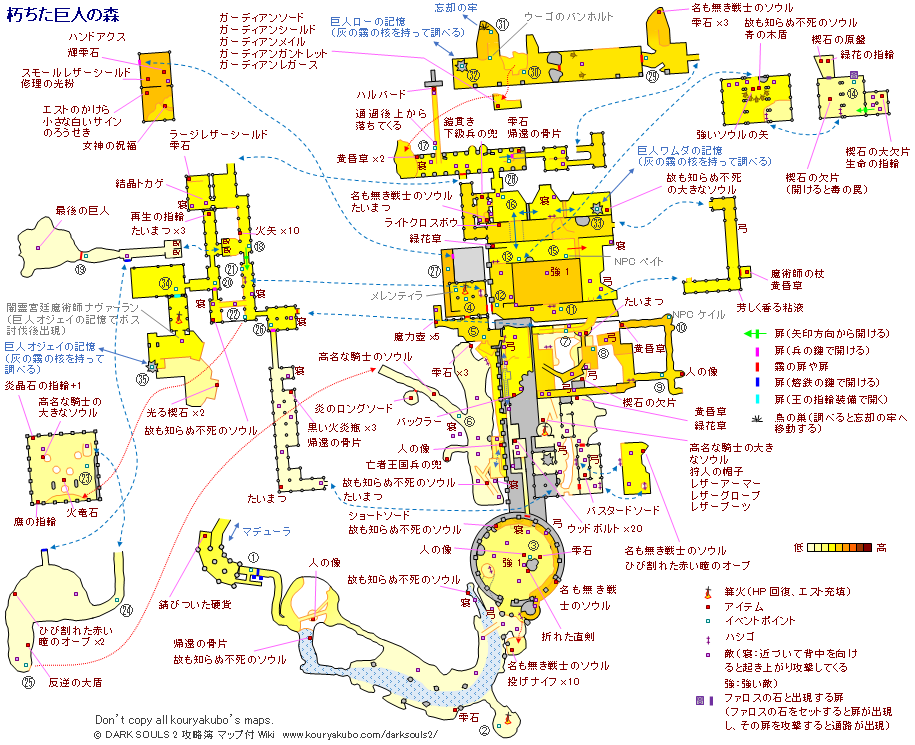 朽ちた巨人の森
ハンドアクス
輝雫石
スモールレザーシールド
修理の光粉
エストのかけら
小さな白いサイン
のろうせき
女神の祝福
ガーディアンソード
ガーディアンシールド
ガーディアンメイル
ガーディアンガントレット
ガーディアンレガース
巨人ローの記憶
(灰の霧の核を持って調べる)
忘却の牢
ウーゴのバンホルト
名も無き戦士のソウル
雫石×3
故も知らぬ不死のソウル
青の木盾
楔石の原盤
緑花の指輪
ハルバード
通過後上から
落ちてくる
鎧貫き
下級兵の兜
雫石
帰還の骨片
強いソウルの矢
楔石の大欠片
生命の指輪
楔石の欠片
(開けると毒の罠)
ラージレザーシールド
雫石
黄昏草×2
巨人ワムダの記憶
(灰の霧の核を持って調べる)
故も知らぬ不死
の大きなソウル
結晶トカゲ
名も無き戦士のソウル
たいまつ
ライトクロスボウ
緑花草
最後の巨人
再生の指輪
たいまつ×3
火矢×10
NPC ペイト
強1
メレンティラ
魔術師の杖
黄昏草
芳しく香る粘液
闇霊宮廷魔術師ナヴァーラン
(巨人オジェイの記憶でボス
討伐後出現)
巨人オジェイの記憶
(灰の霧の核を持って
調べる)
魔力壺×5
たいまつ
NPC ケイル
黄昏草
人の像
高名な騎士のソウル
雫石×3
炎晶石の指輪+1
高名な騎士の
大きなソウル
光る楔石×2
故も知らぬ不死のソウル
炎のロングソード
黒い火炎瓶×3
帰還の骨片
バックラー
楔石の欠片
黄昏草
緑花草
人の像
亡者王国兵の兜
高名な騎士の大き
なソウル
狩人の帽子
レザーアーマー
レザーグローブ
レザーブーツ
鷹の指輪
火竜石
たいまつ
故も知らぬ不死のソウル
たいまつ
ショートソード
故も知らぬ不死のソウル
バスタードソード
ウッドボルト×20
名も無き戦士のソウル
ひび割れた赤い瞳のオーブ
マデューラ
人の像
人の像
強1
雫石
名も無き戦
士のソウル
折れた直剣
故も知らぬ不死のソウル
錆びついた硬貨
帰還の骨片
故も知らぬ不死のソウル
ひび割れた赤い
瞳のオーブ×2
反逆の大盾
名も無き戦士のソウル
投げナイフ×10
雫石
扉(矢印方向から開ける)
扉(兵の鍵で開ける)
霧の扉や扉
扉(熔鉄の鍵で開ける)
扉(王の指輪装備で開く)
鳥の巣(調べると忘却の牢へ
移動する)
低
高
篝火(HP回復、エスト充填)
アイテム
イベントポイント
ハシゴ
敵(寝:近づいて背中を向け
ると起き上がり攻撃してくる
強:強い敵)
ファロスの石と出現する扉
(ファロスの石をセットすると扉が出現
し、その扉を攻撃すると通路が出現)
Don't copy all kouryakubo's maps.
© DARK SOULS 2 攻略簿 マップ付 Wiki www.kouryakubo.com/darksouls2/